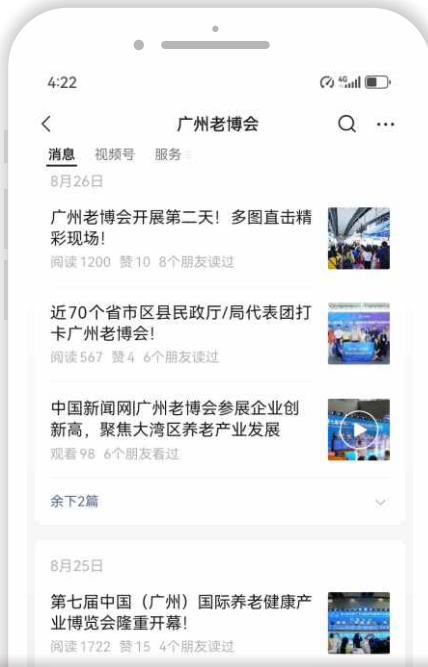 4:22
4G
广州老博会
消息 视频号 服务
8月26日
广州老博会开展第二天！多图直击精
彩现场！
阅读 1200 赞 10 8个朋友读过
近70个省市区县民政厅/局代表团打
卡广州老博会！
阅读 567 赞 4 6个朋友读过
中国新闻网|广州老博会参展企业创
新高，聚焦大湾区养老产业发展
观看 98 6个朋友看过
余下2篇
8月25日
第七届中国（广州）国际养老健康产
业博览会隆重开幕！
阅读 1722 赞 15 4个朋友读过